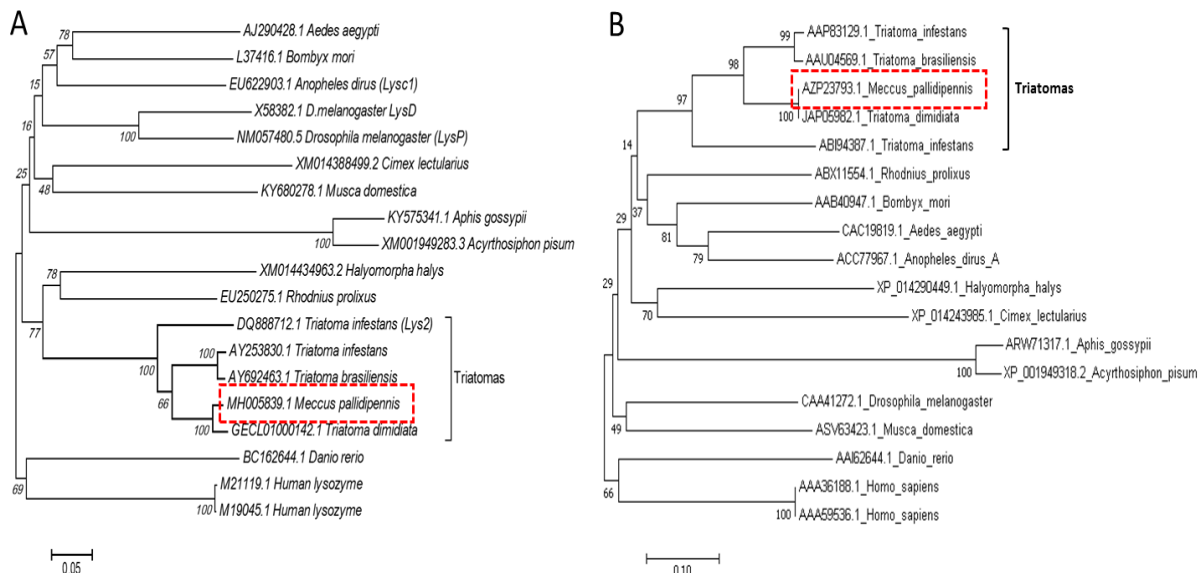 A
78
AJ290428.1 Aedes aegypti
57
L37416.1 Bombyx mori
15
EU622903.1 Anopheles dirus (Lysc1)
X58382.1 D.melanogaster LysD
16
100
NM057480.5 Drosophila melanogaster (LysP)
XM014388499.2 Cimex lectularius
25
48
KY680278.1 Musca domestica
KY575341.1 Aphis gossypii
100
XM001949283.3 Acyrthosiphon pisum
78
XM014434963.2 Halyomorpha halys
EU250275.1 Rhodnius prolixus
77
DQ888712.1 Triatoma infestans (Lys2)
100
100
AY253830.1 Triatoma infestans
AY692463.1 Triatoma brasiliensis
Triatomas
66
MH005839.1 Meccus pallidipennis
100
GECL01000142.1 Triatoma dimidiata
BC162644.1 Danio rerio
69
M21119.1 Human lysozyme
100
M19045.1 Human lysozyme
0.05
B
99
AAP83129.1_Triatoma_infestans
98
AAU04569.1_Triatoma_brasiliensis
AZP23793.1_Meccus_pallidipennis
Triatomas
97
100
JAP05982.1_Triatoma_dimidiata
14
ABI94387.1_Triatoma_infestans
ABX11554.1_Rhodnius_prolixus
37
AAB40947.1_Bombyx_mori
29
81
CAC19819.1_Aedes_aegypti
79
ACC77967.1_Anopheles_dirus_A
29
XP_014290449.1_Halyomorpha_halys
70
XP_014243985.1_Cimex_lectularius
ARW71317.1_Aphis_gossypii
100
XP_001949318.2_Acyrthosiphon_pisum
CAA41272.1_Drosophila_melanogaster
49
ASV63423.1_Musca_domestica
AAI62644.1_Danio_rerio
66
AAA36188.1_Homo_sapiens
100
AAA59536.1_Homo_sapiens
0.10